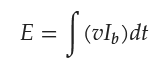 E = ∫ (vI_b)dt